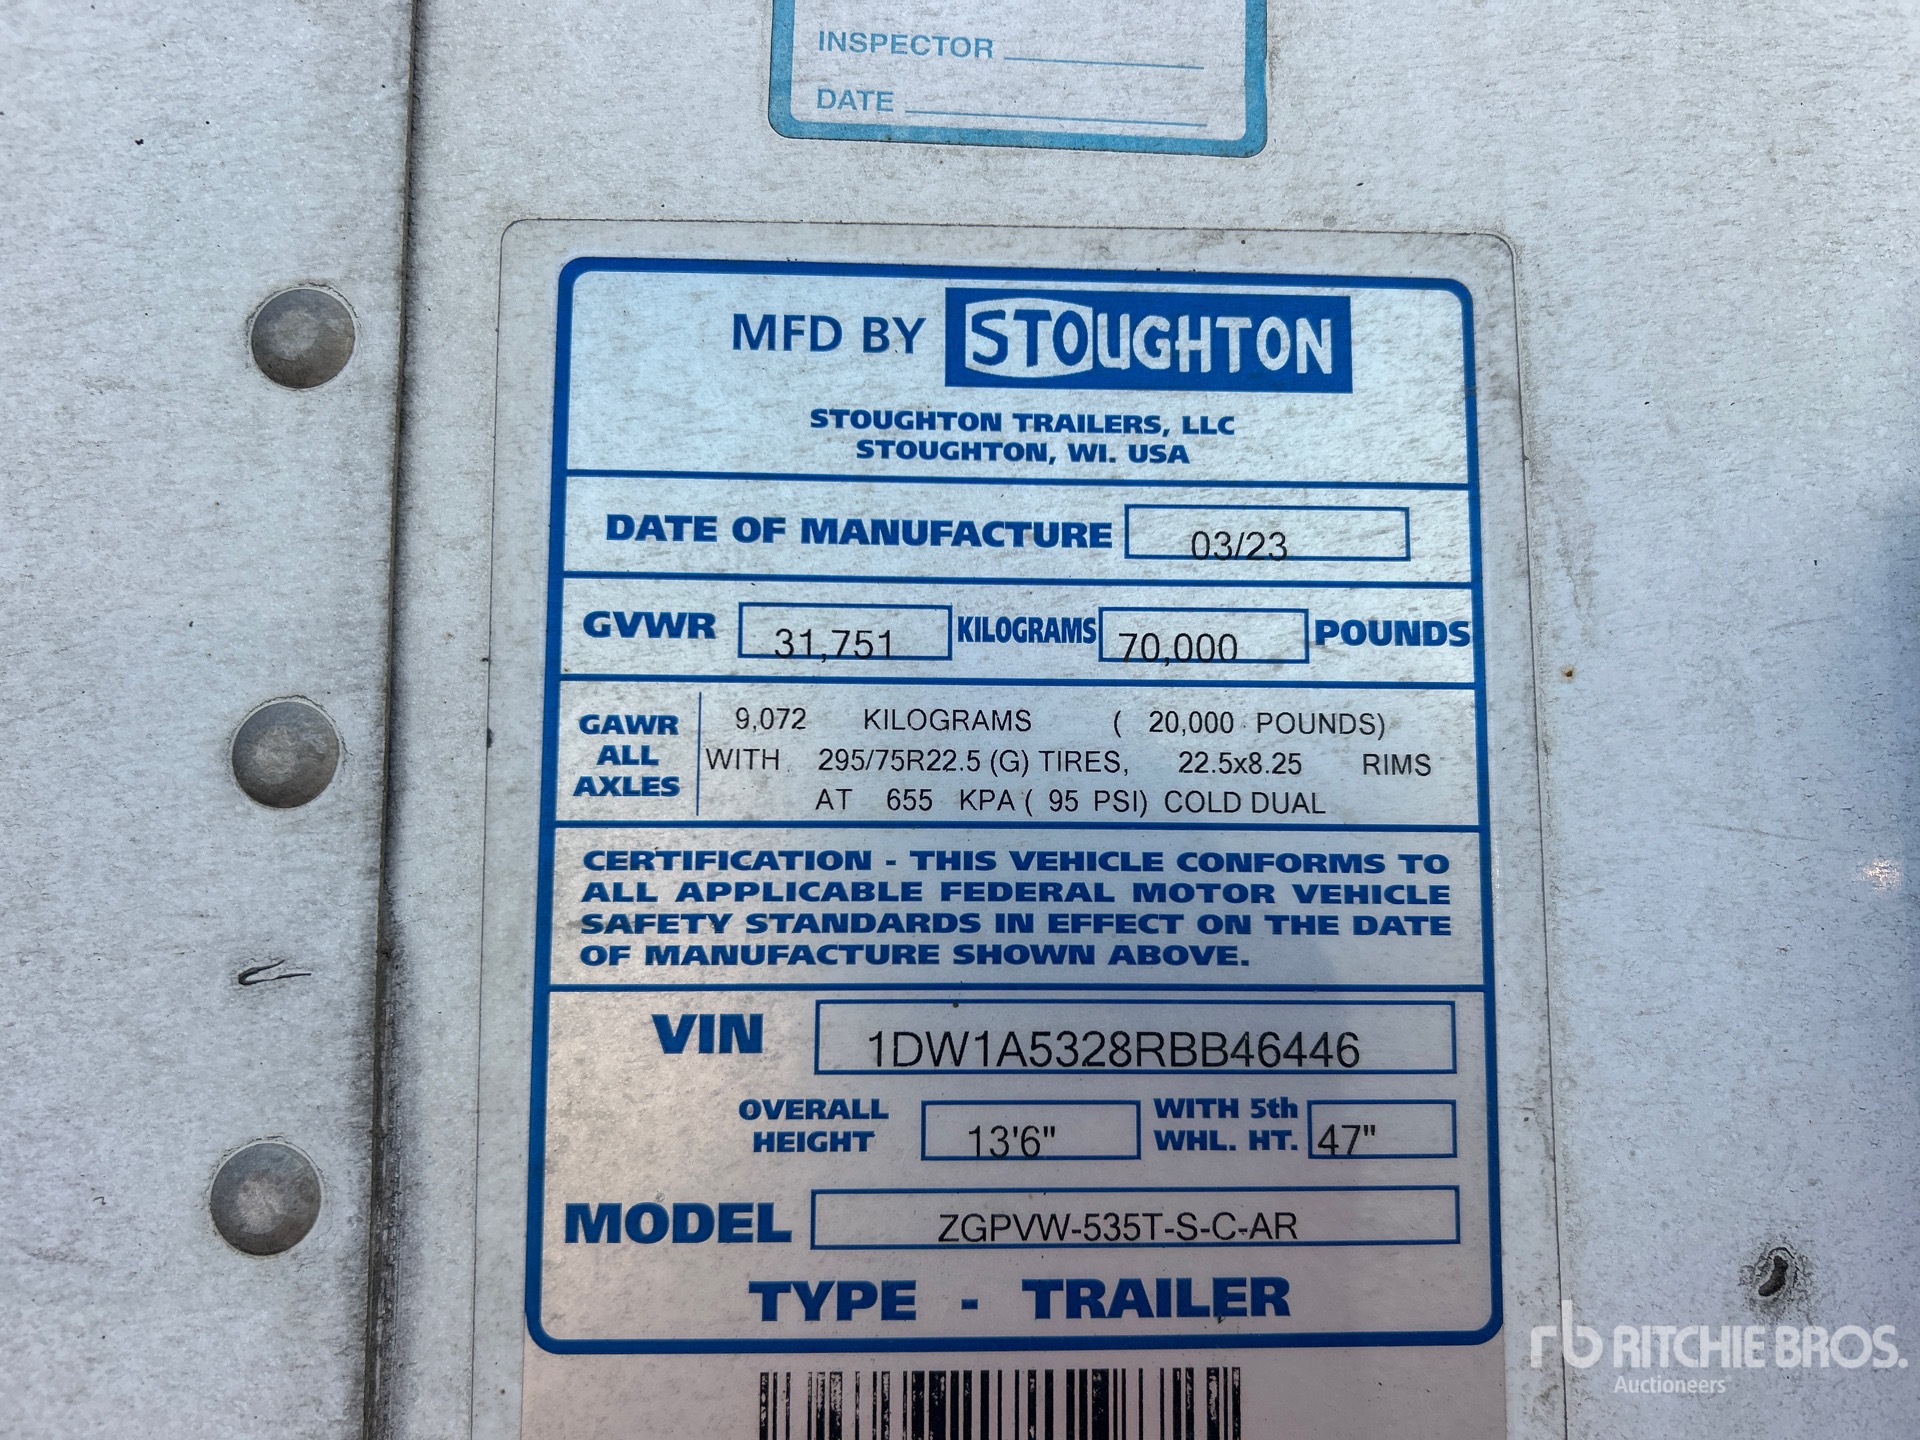 INSPECTOR
DATE
MFD BY STOUGHTON
STOUGHTON TRAILERS, LLC
STOUGHTON, WI. USA
DATE OF MANUFACTURE 03/23
GVWR 31,751 KILOGRAMS 70,000 POUNDS
GAWR ALL AXLES
9,072 KILOGRAMS ( 20,000 POUNDS)
WITH 295/75R22.5 (G) TIRES, 22.5x8.25 RIMS
AT 655 KPA ( 95 PSI) COLD DUAL
CERTIFICATION - THIS VEHICLE CONFORMS TO
ALL APPLICABLE FEDERAL MOTOR VEHICLE
SAFETY STANDARDS IN EFFECT ON THE DATE
OF MANUFACTURE SHOWN ABOVE.
VIN 1DW1A5328RBB46446
OVERALL HEIGHT 13'6" WITH 5th WHL. HT. 47"
MODEL ZGPVW-535T-S-C-AR
TYPE - TRAILER
rb RITCHIE BROS.
Auctioneers